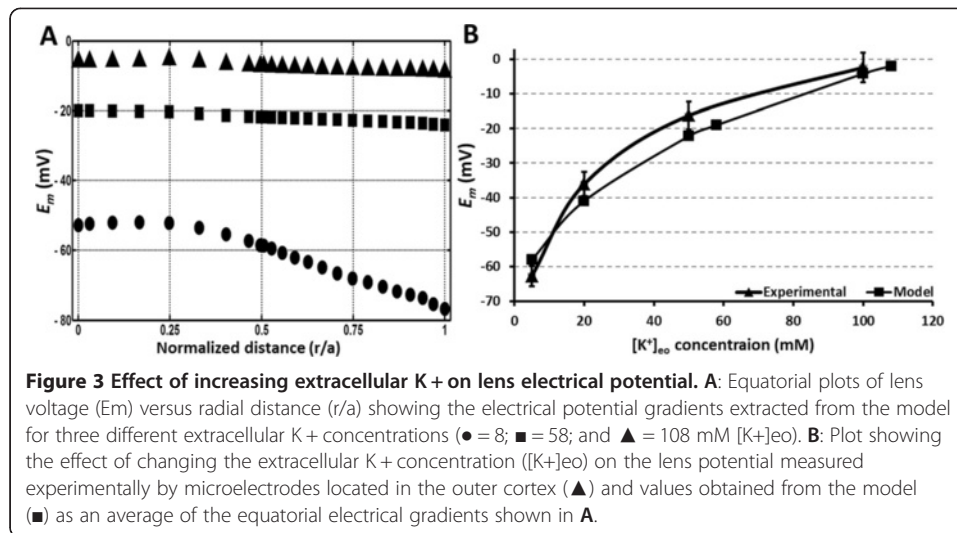 A
B
0
-20
-40
-60
-80
Em (mV)
0
0.25
0.5
0.75
1
Normalized distance (r/a)
0
-10
-20
-30
-40
-50
-60
-70
Em (mV)
Experimental
Model
0
20
40
60
80
100
120
[K+]eo concentraion (mM)
Figure 3 Effect of increasing extracellular K + on lens electrical potential. A: Equatorial plots of lens
voltage (Em) versus radial distance (r/a) showing the electrical potential gradients extracted from the model
for three different extracellular K + concentrations (● = 8; ■ = 58; and ▲ = 108 mM [K+]eo). B: Plot showing
the effect of changing the extracellular K + concentration ([K+]eo) on the lens potential measured
experimentally by microelectrodes located in the outer cortex (▲) and values obtained from the model
(■) as an average of the equatorial electrical gradients shown in A.